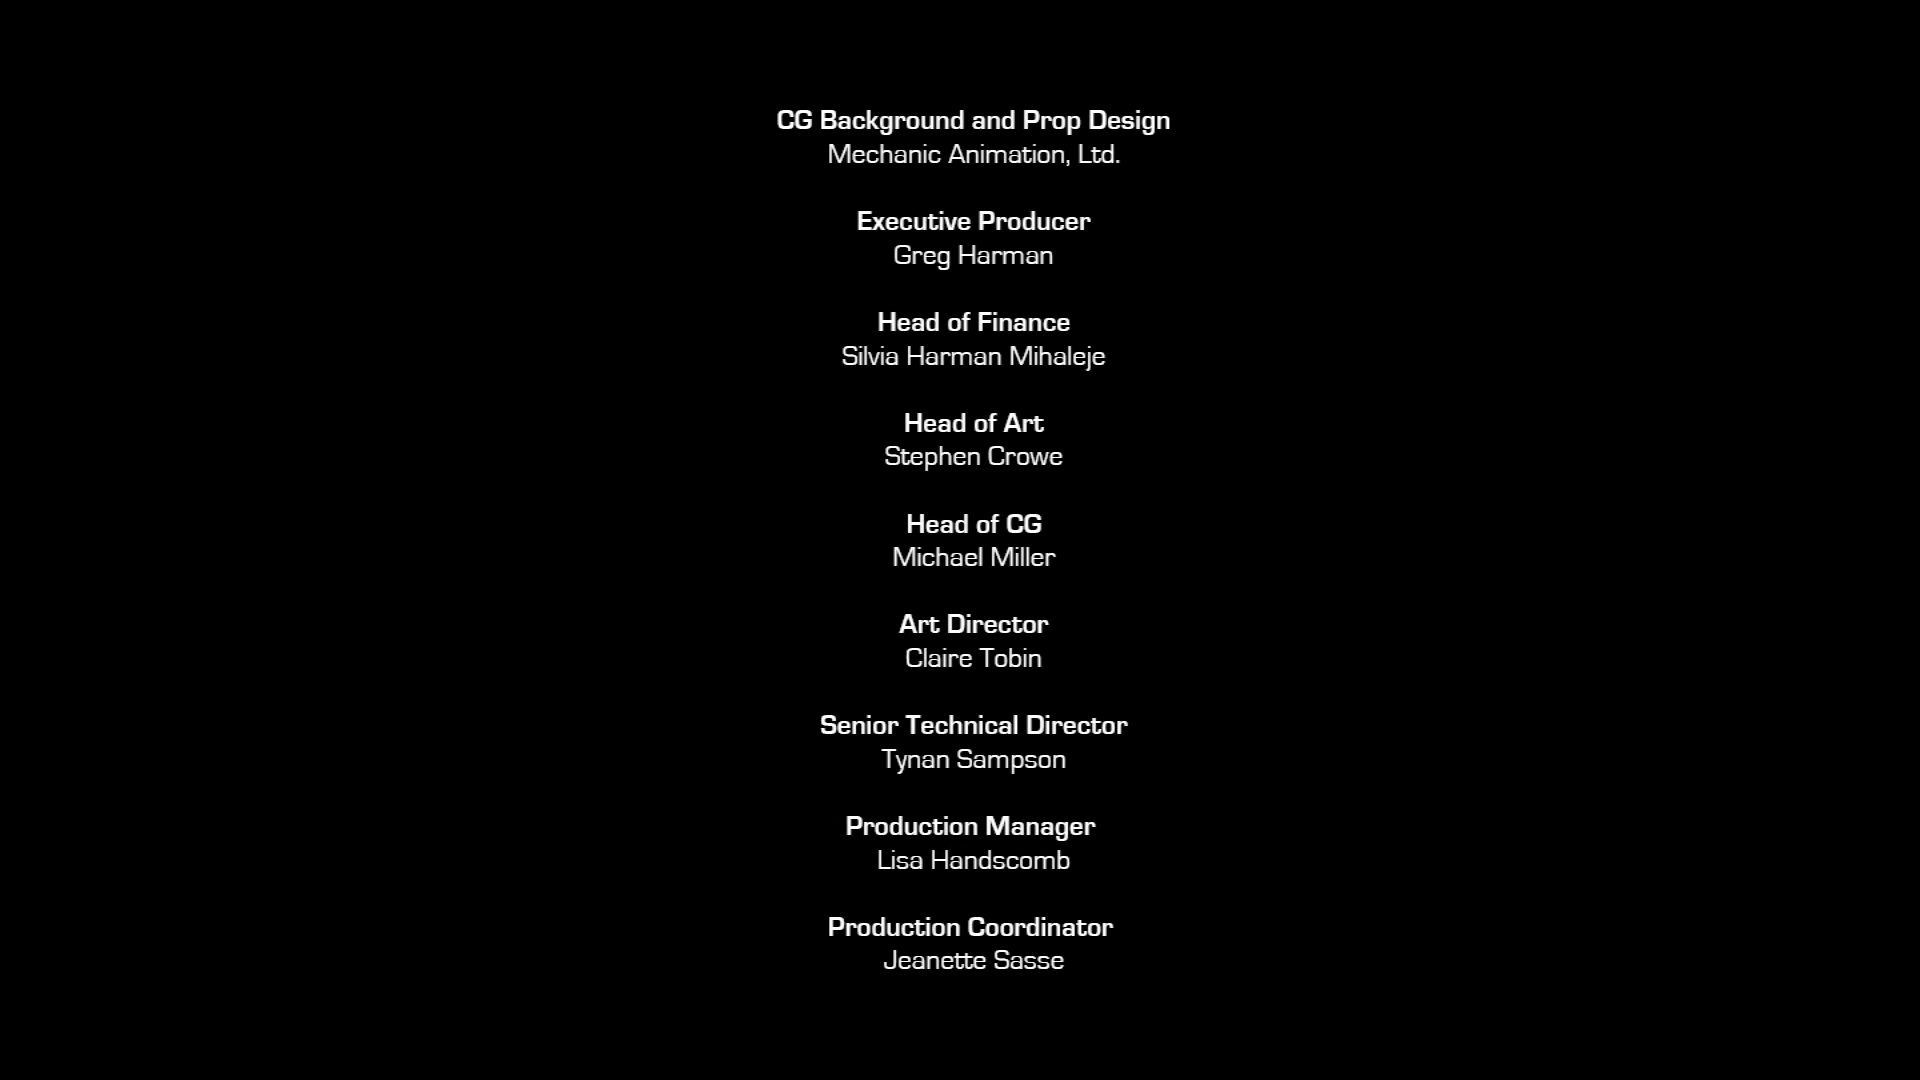 CG Background and Prop Design
Mechanic Animation, Ltd.
Executive Producer
Greg Harman
Head of Finance
Silvia Harman Mihaleje
Head of Art
Stephen Crowe
Head of CG
Michael Miller
Art Director
Claire Tobin
Senior Technical Director
Tynan Sampson
Production Manager
Lisa Handscomb
Production Coordinator
Jeanette Sasse